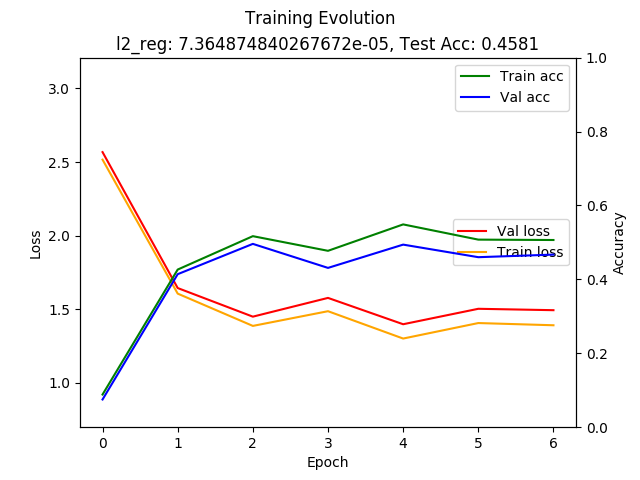 Training Evolution
l2_reg: 7.364874840267672e-05, Test Acc: 0.4581
Train acc
Val acc
Val loss
Train loss
3.0
2.5
2.0
1.5
1.0
Loss
1.0
0.8
0.6
0.4
0.2
0.0
Accuracy
0 1 2 3 4 5 6
Epoch